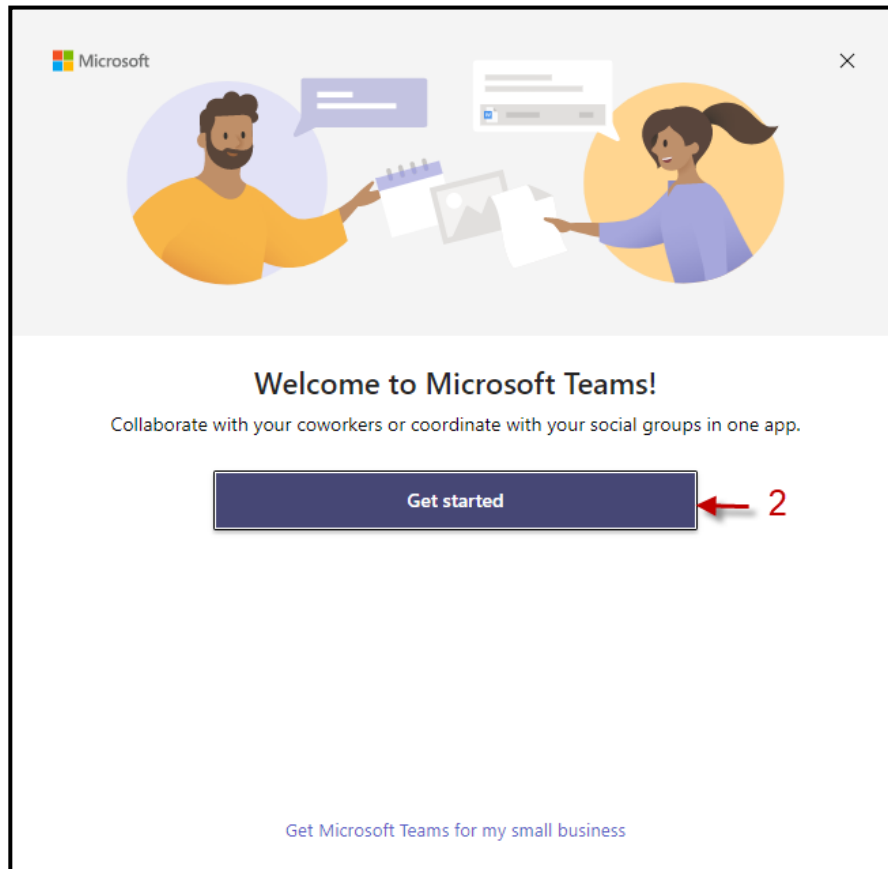 Microsoft
Welcome to Microsoft Teams!
Collaborate with your coworkers or coordinate with your social groups in one app.
Get started
2
Get Microsoft Teams for my small business